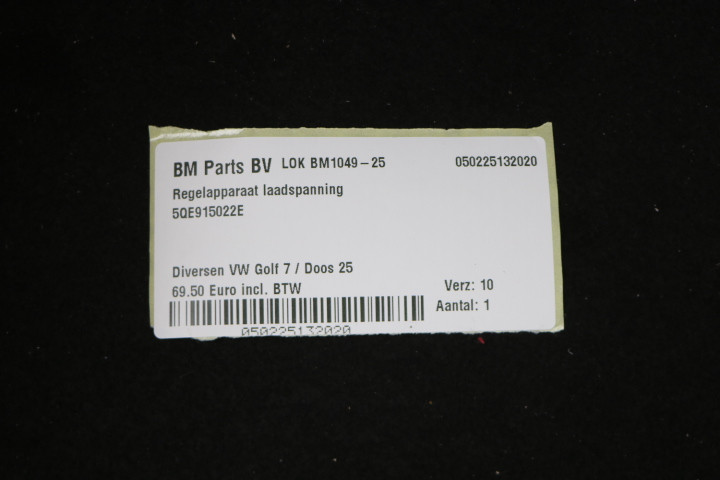 BM Parts BV LOK BM1049-25 050225132020
Regelapparaat laadspanning
5QE915022E
Diversen VW Golf 7 / Doos 25
69.50 Euro incl. BTW Verz: 10
Aantal: 1
050225132020